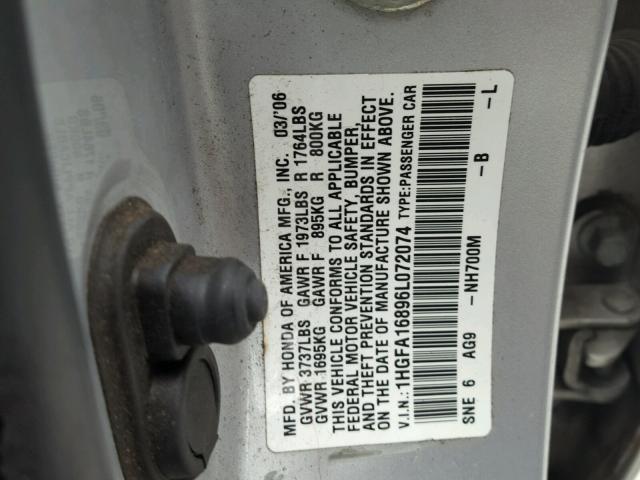 MFD. BY HONDA OF AMERICA MFG., INC. 03/'06
GVWR 3737LBS GAWR F 1973LBS R 1764LBS
GVWR 1695KG GAWR F 895KG R 800KG
THIS VEHICLE CONFORMS TO ALL APPLICABLE
FEDERAL MOTOR VEHICLE SAFETY, BUMPER,
AND THEFT PREVENTION STANDARDS IN EFFECT
ON THE DATE OF MANUFACTURE SHOWN ABOVE.
V.I.N.: 1HGFA16896L072074 TYPE:PASSENGER CAR
SNE 6 AG9 -NH700M -B -L